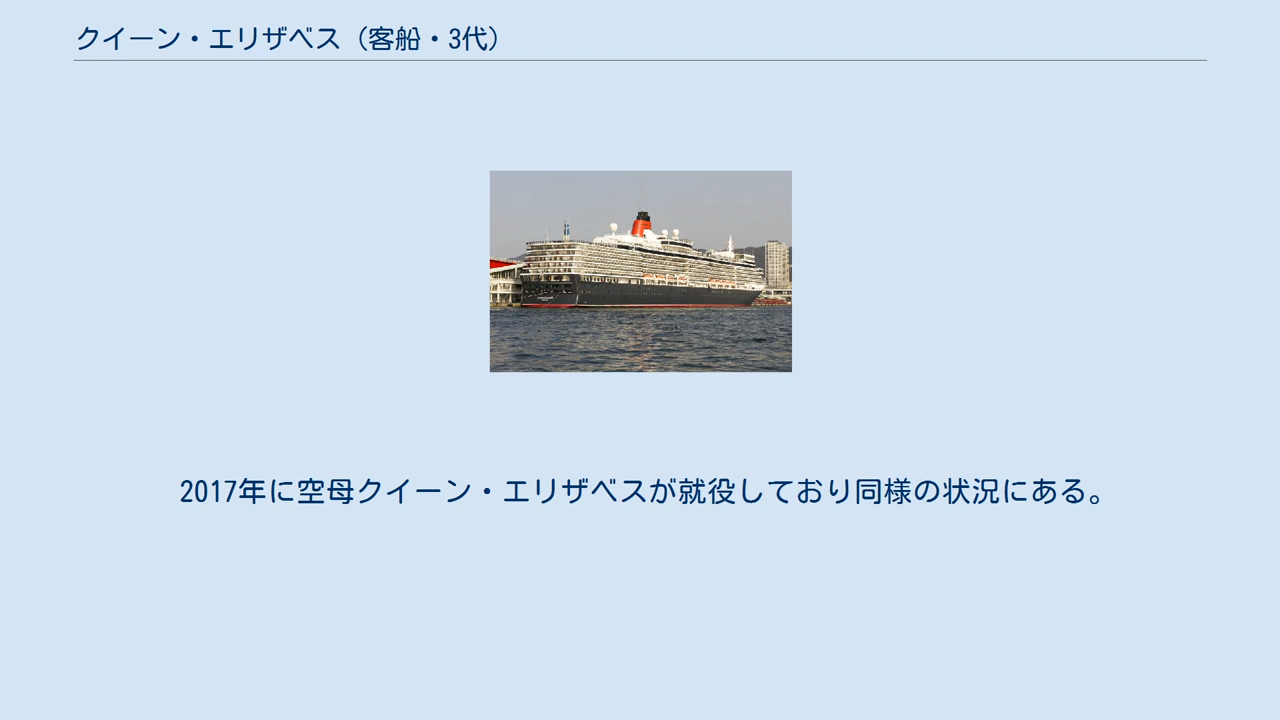 クイーン・エリザベス（客船・3代）
2017年に空母クイーン・エリザベスが就役しており同様の状況にある。